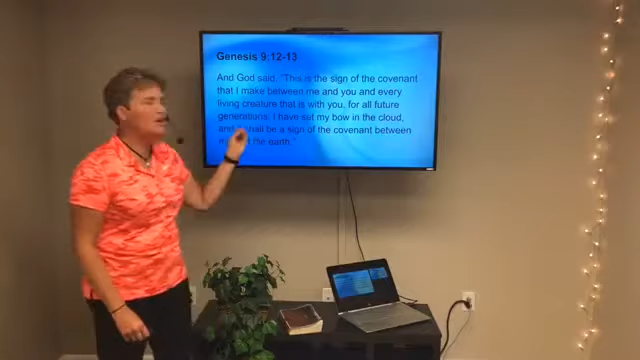 Genesis 9:12-13
And God said, "This is the sign of the covenant
that I make between me and you and every
living creature that is with you, for all future
generations: I have set my bow in the cloud,
and shall be a sign of the covenant between
the earth."